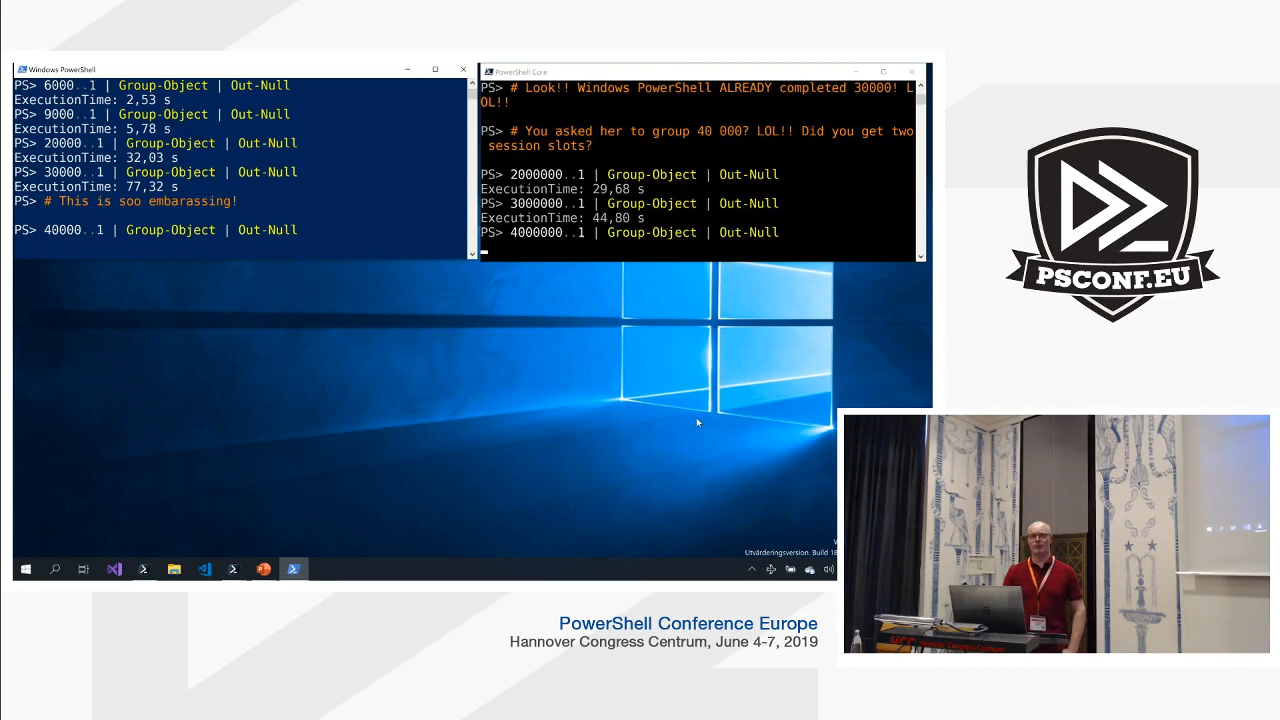 Windows PowerShell
PS> 6000..1 | Group-Object | Out-Null
ExecutionTime: 2,53 s
PS> 9000..1 | Group-Object | Out-Null
ExecutionTime: 5,78 s
PS> 20000..1 | Group-Object | Out-Null
ExecutionTime: 32,03 s
PS> 30000..1 | Group-Object | Out-Null
ExecutionTime: 77,32 s
PS> # This is soo embarassing!
PS> 40000..1 | Group-Object | Out-Null
PowerShell Core
PS> # Look!! Windows PowerShell ALREADY completed 30000! L
OL!!
PS> # You asked her to group 40 000? LOL!! Did you get two
session slots?
PS> 2000000..1 | Group-Object | Out-Null
ExecutionTime: 29,68 s
PS> 3000000..1 | Group-Object | Out-Null
ExecutionTime: 44,80 s
PS> 4000000..1 | Group-Object | Out-Null
PSCONF.EU
Utvärderingsversion. Build 18
PowerShell Conference Europe
Hannover Congress Centrum, June 4-7, 2019
HCC